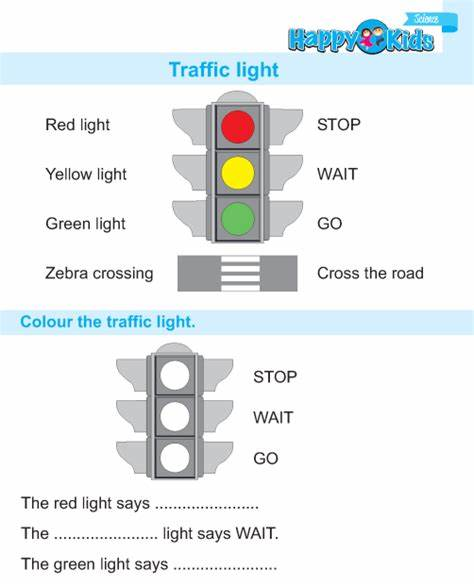 Science
Happy Kids
Traffic light
Red light STOP
Yellow light WAIT
Green light GO
Zebra crossing Cross the road
Colour the traffic light.
STOP
WAIT
GO
The red light says .......................
The ....................... light says WAIT.
The green light says .......................